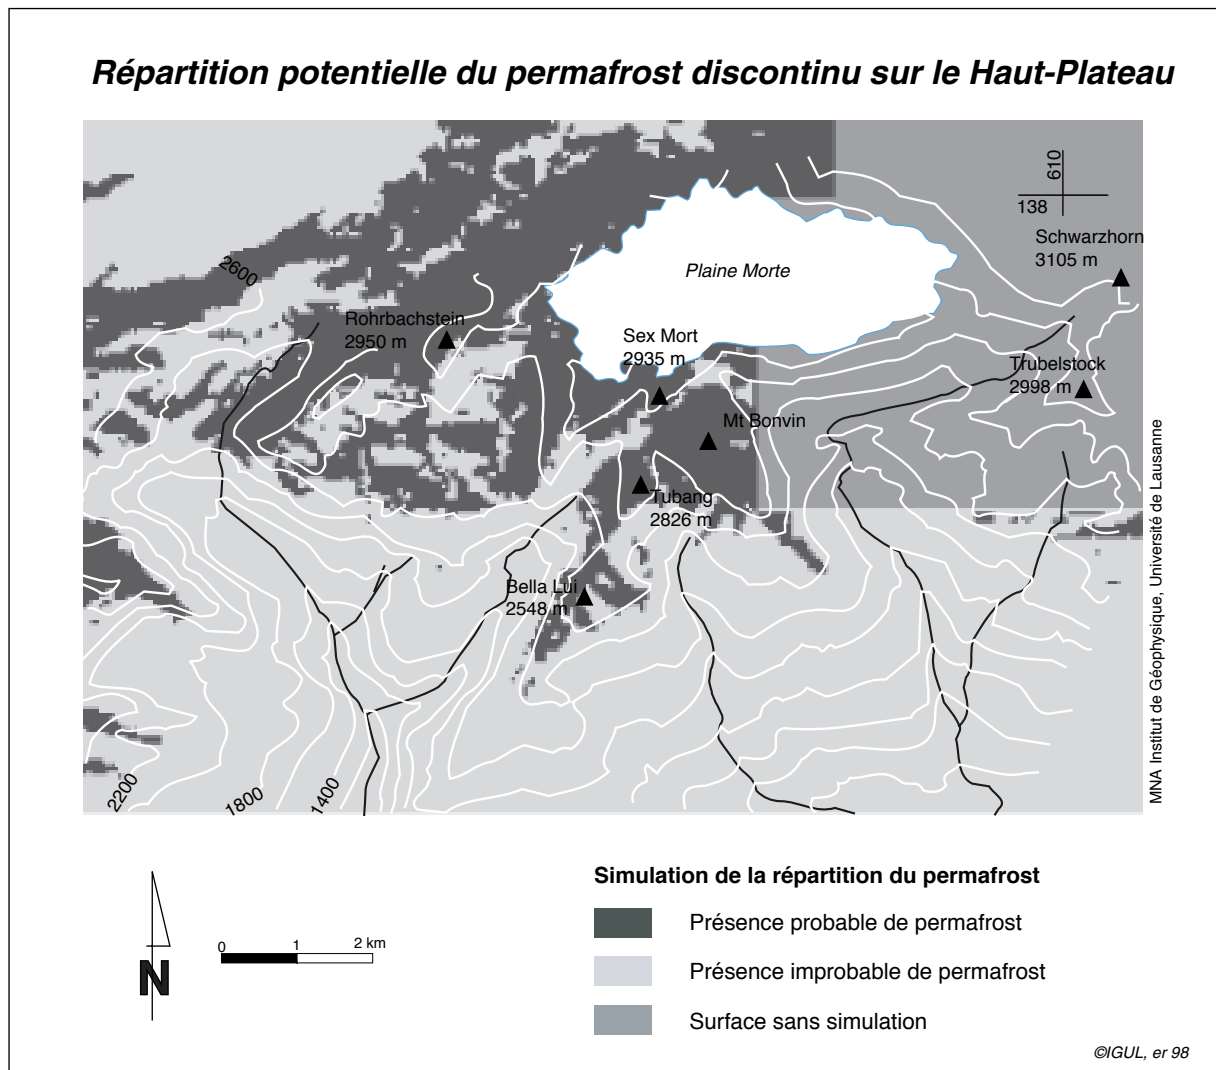 Répartition potentielle du permafrost discontinu sur le Haut-Plateau
610
138
Schwarzhorn
3105 m
2600
Plaine Morte
Rohrbachstein
2950 m
Sex Mort
2935 m
Trubelstock
2998 m
Mt Bonvin
Tubang
2826 m
Bella Lui
2548 m
2200
1800
1400
MNA Institut de Géophysique, Université de Lausanne
N
0 1 2 km
Simulation de la répartition du permafrost
Présence probable de permafrost
Présence improbable de permafrost
Surface sans simulation
©IGUL, er 98